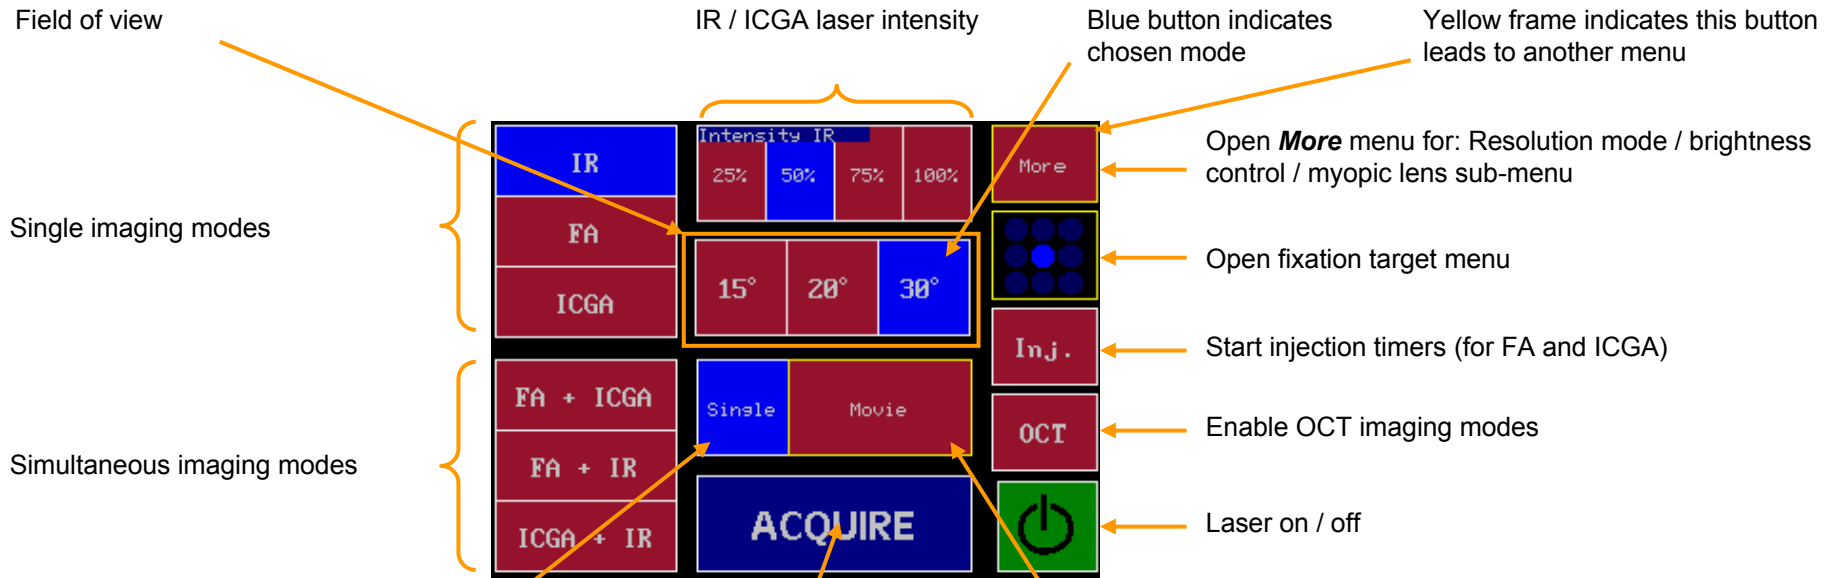 Field of view
IR / ICGA laser intensity
Blue button indicates
chosen mode
Yellow frame indicates this button
leads to another menu
Single imaging modes
Simultaneous imaging modes
IR
FA
ICGA
FA + ICGA
FA + IR
ICGA + IR
Intensity IR
25% 50% 75% 100%
15° 20° 30°
Single Movie
ACQUIRE
More
Inj.
OCT
Open More menu for: Resolution mode / brightness
control / myopic lens sub-menu
Open fixation target menu
Start injection timers (for FA and ICGA)
Enable OCT imaging modes
Laser on / off